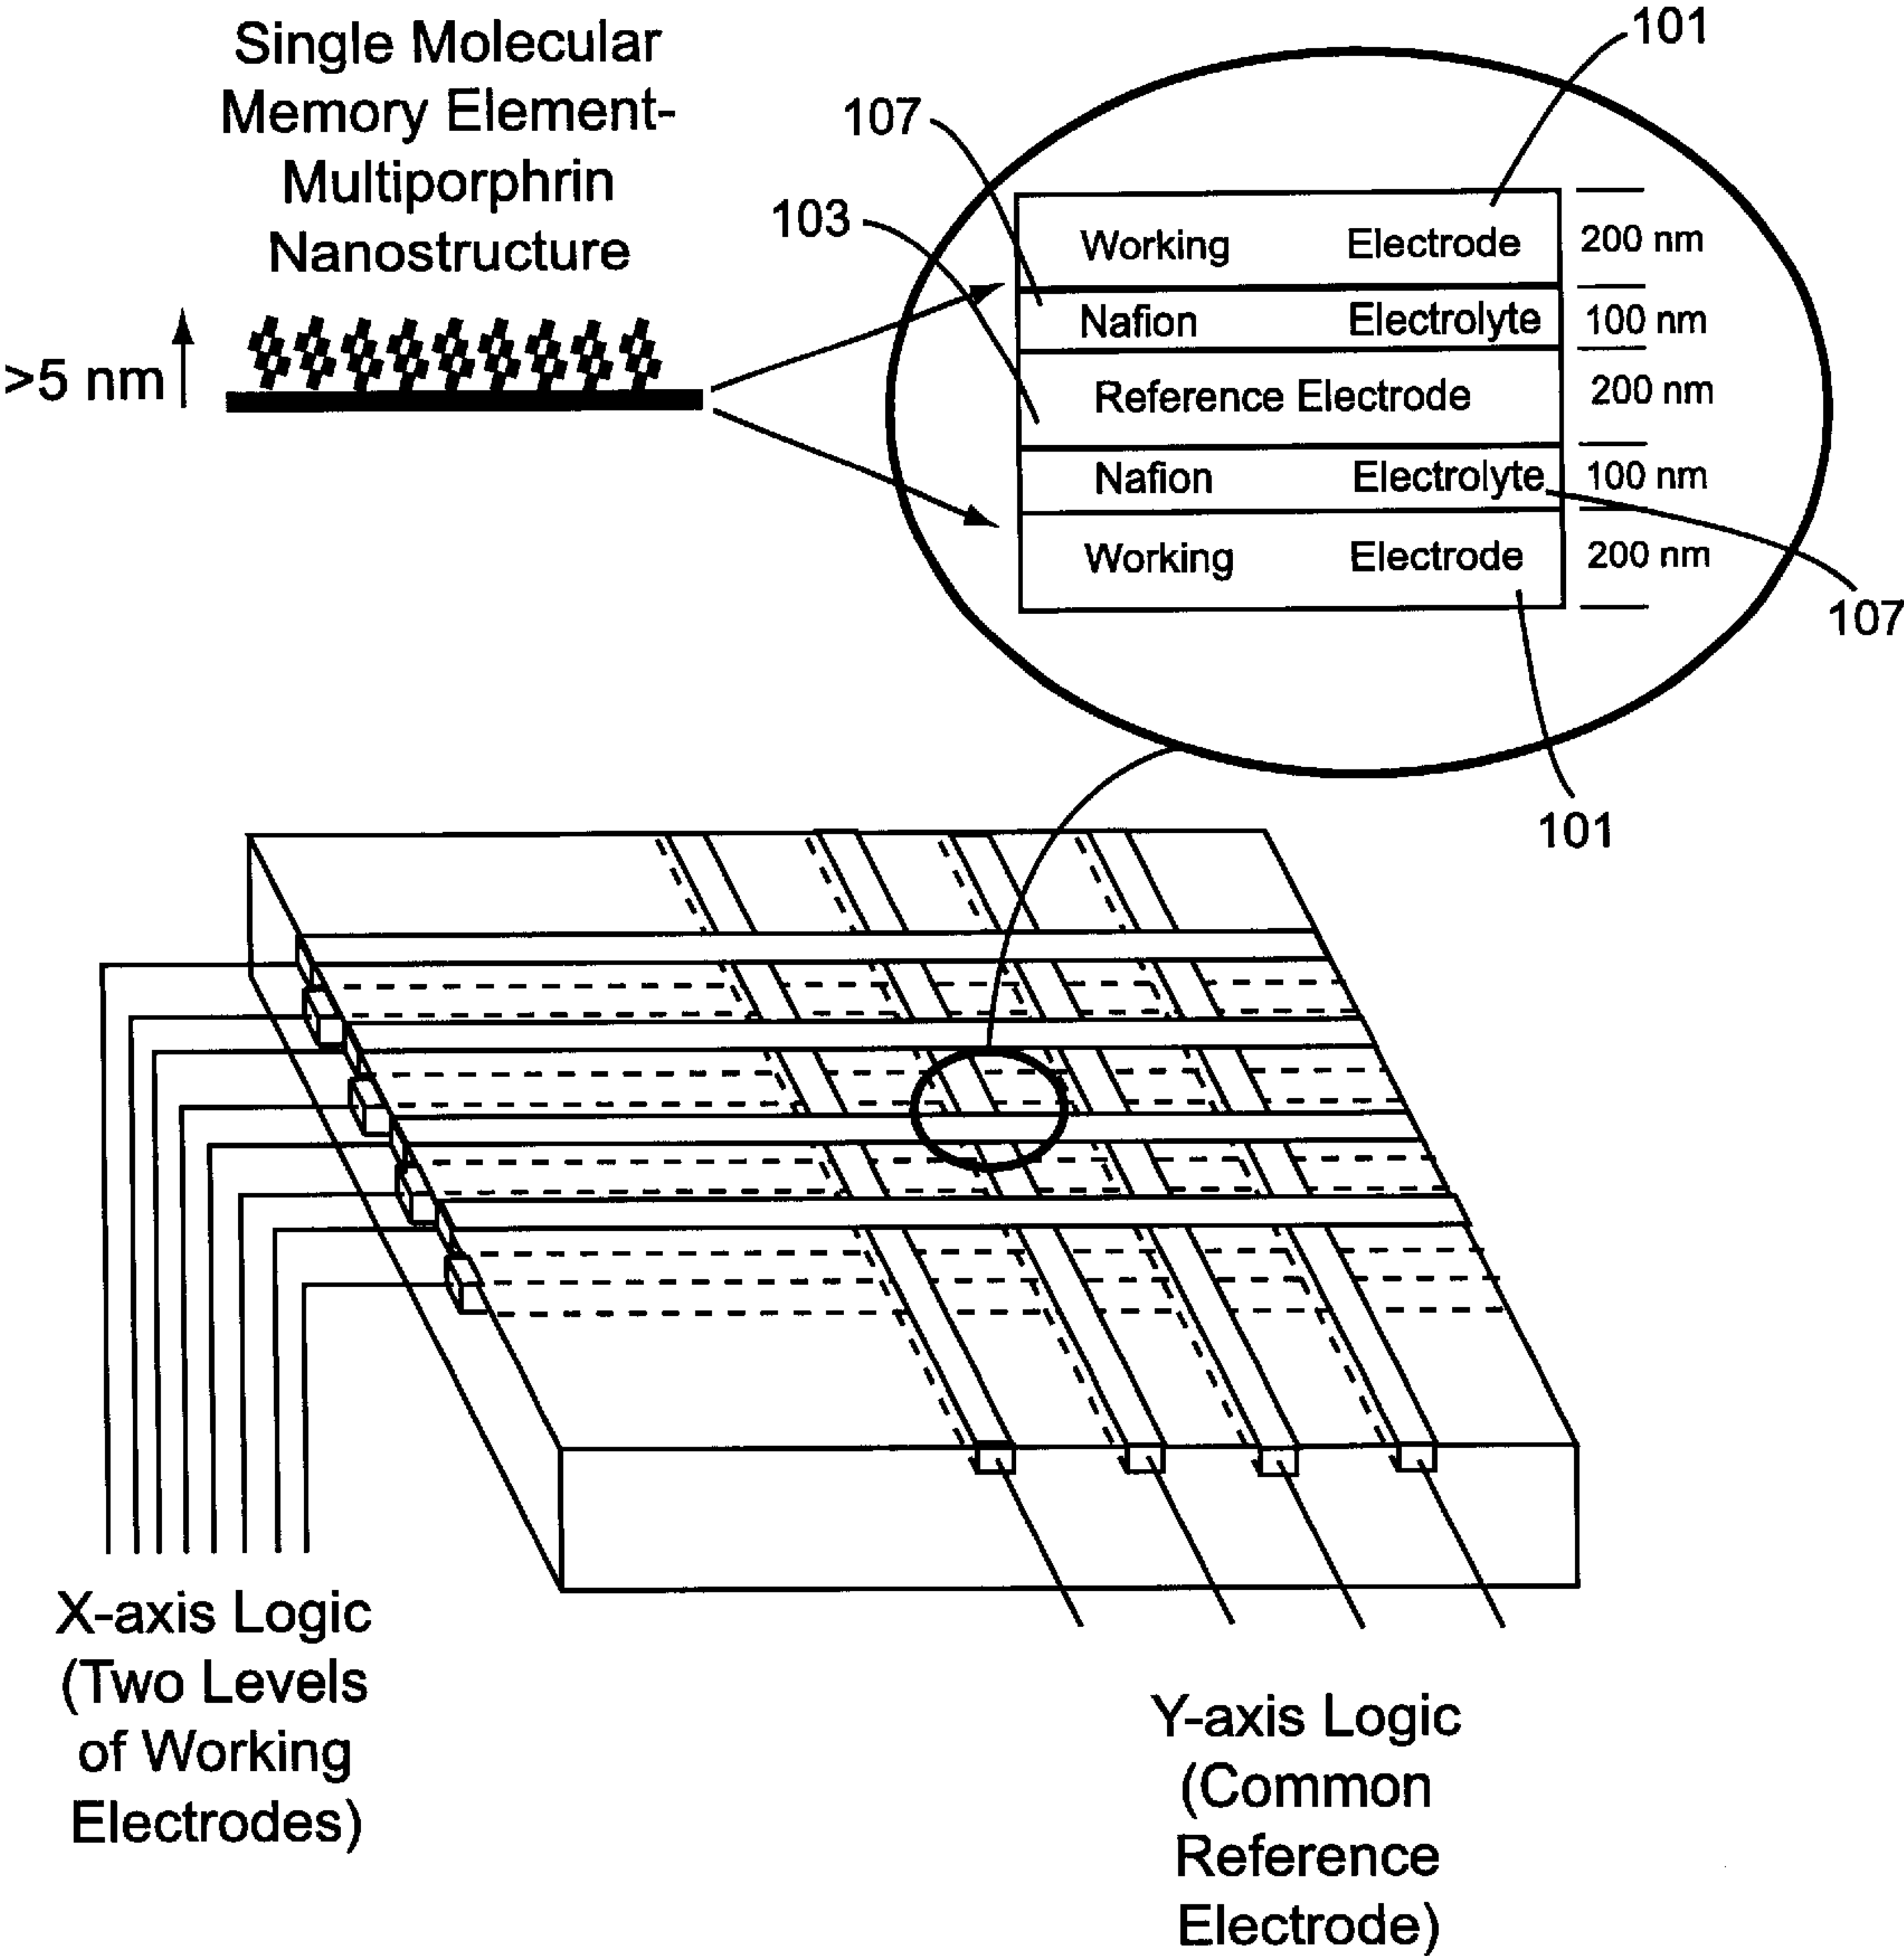 Single Molecular
Memory Element-
Multiporphrin
Nanostructure
>5 nm
101
107
103
Working Electrode 200 nm
Nafion Electrolyte 100 nm
Reference Electrode 200 nm
Nafion Electrolyte 100 nm
Working Electrode 200 nm
107
101
X-axis Logic
(Two Levels
of Working
Electrodes)
Y-axis Logic
(Common
Reference
Electrode)